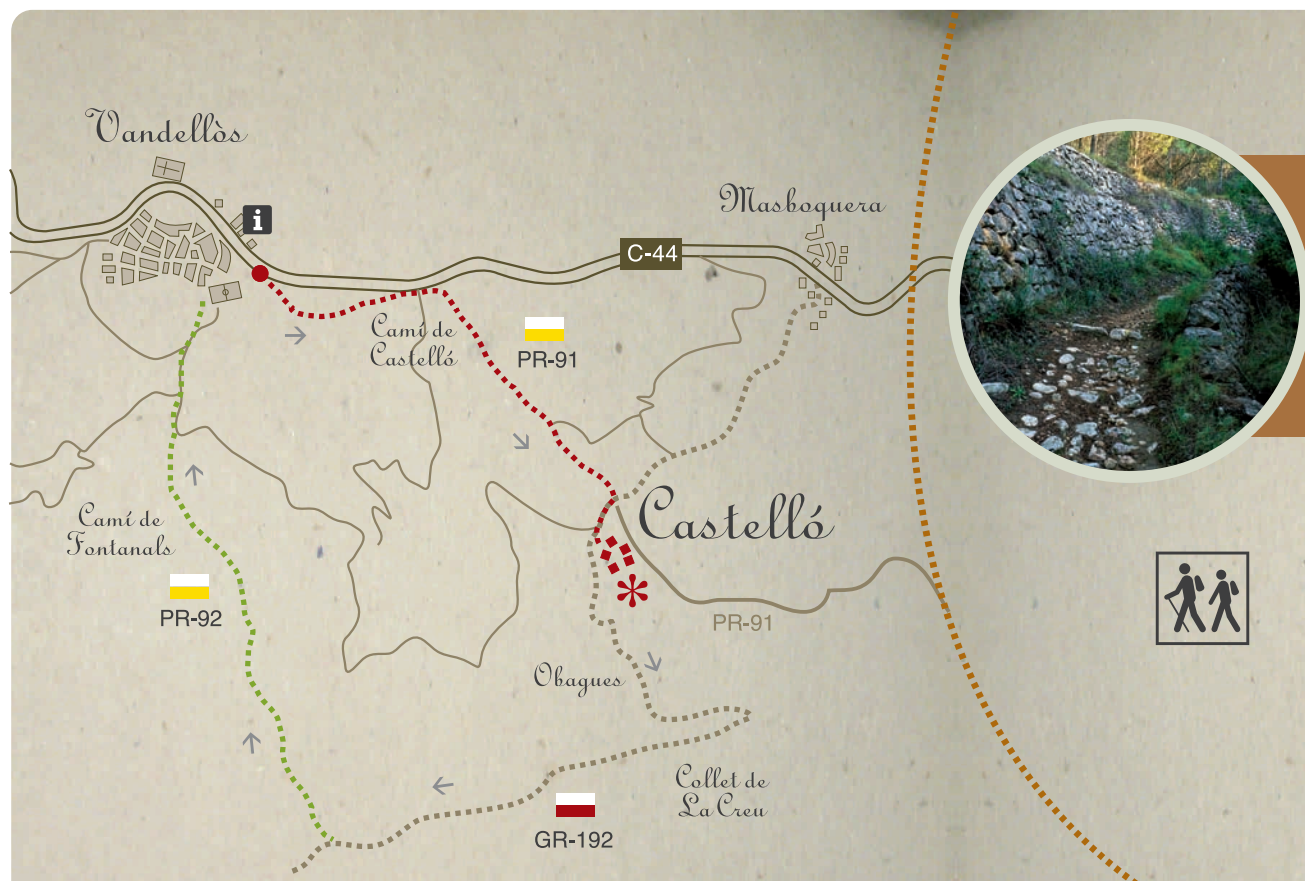 Vandellòs
i
Masboquera
C-44
Camí de
Castelló
PR-91
Castelló
Camí de
Fontanals
PR-92
PR-91
Obagues
Collet de
La Creu
GR-192